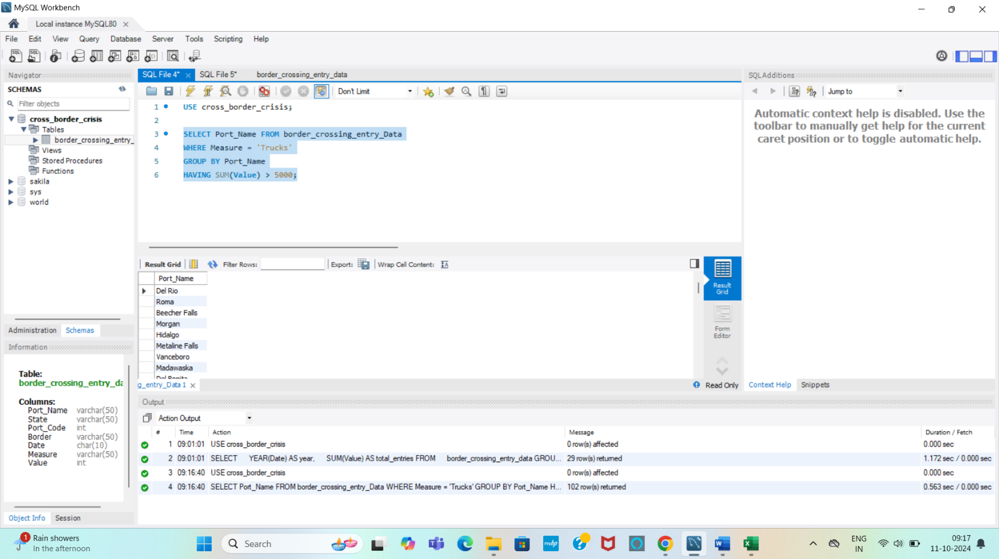 MySQL Workbench
Local instance MySQL80
File Edit View Query Database Server Tools Scripting Help
Navigator
SCHEMAS
Filter objects
cross_border_crisis
Tables
border_crossing_entry_
Views
Stored Procedures
Functions
sakila
sys
world
Administration Schemas
Information
Table:
border_crossing_entry_da
Columns:
Port_Name varchar(50)
State varchar(50)
Port_Code int
Border varchar(50)
Date char(10)
Measure varchar(50)
Value int
Object Info Session
SQL File 4* SQL File 5* border_crossing_entry_data
Don't Limit
1 USE cross_border_crisis;
2
3 SELECT Port_Name FROM border_crossing_entry_Data
4 WHERE Measure = 'Trucks'
5 GROUP BY Port_Name
6 HAVING SUM(Value) > 5000;
Result Grid Filter Rows: Export: Wrap Cell Content:
Port_Name
Del Rio
Roma
Beecher Falls
Morgan
Hidalgo
Metaline Falls
Vanceboro
Madawaska
Del Bonita
Result
Grid
Form
Editor
g_entry_Data 1
Read Only
SQLAdditions
Jump to
Automatic context help is disabled. Use the
toolbar to manually get help for the current
caret position or to toggle automatic help.
Context Help Snippets
Output
Action Output
# Time Action Message Duration / Fetch
1 09:01:01 USE cross_border_crisis 0 row(s) affected 0.000 sec
2 09:01:01 SELECT YEAR(Date) AS year, SUM(Value) AS total_entries FROM border_crossing_entry_data GROU... 29 row(s) returned 1.172 sec / 0.000 sec
3 09:16:40 USE cross_border_crisis 0 row(s) affected 0.000 sec
4 09:16:40 SELECT Port_Name FROM border_crossing_entry_Data WHERE Measure = 'Trucks' GROUP BY Port_Name H... 102 row(s) returned 0.563 sec / 0.000 sec
1
Rain showers
In the afternoon
Search
myhp
ENG
IN
09:17
11-10-2024